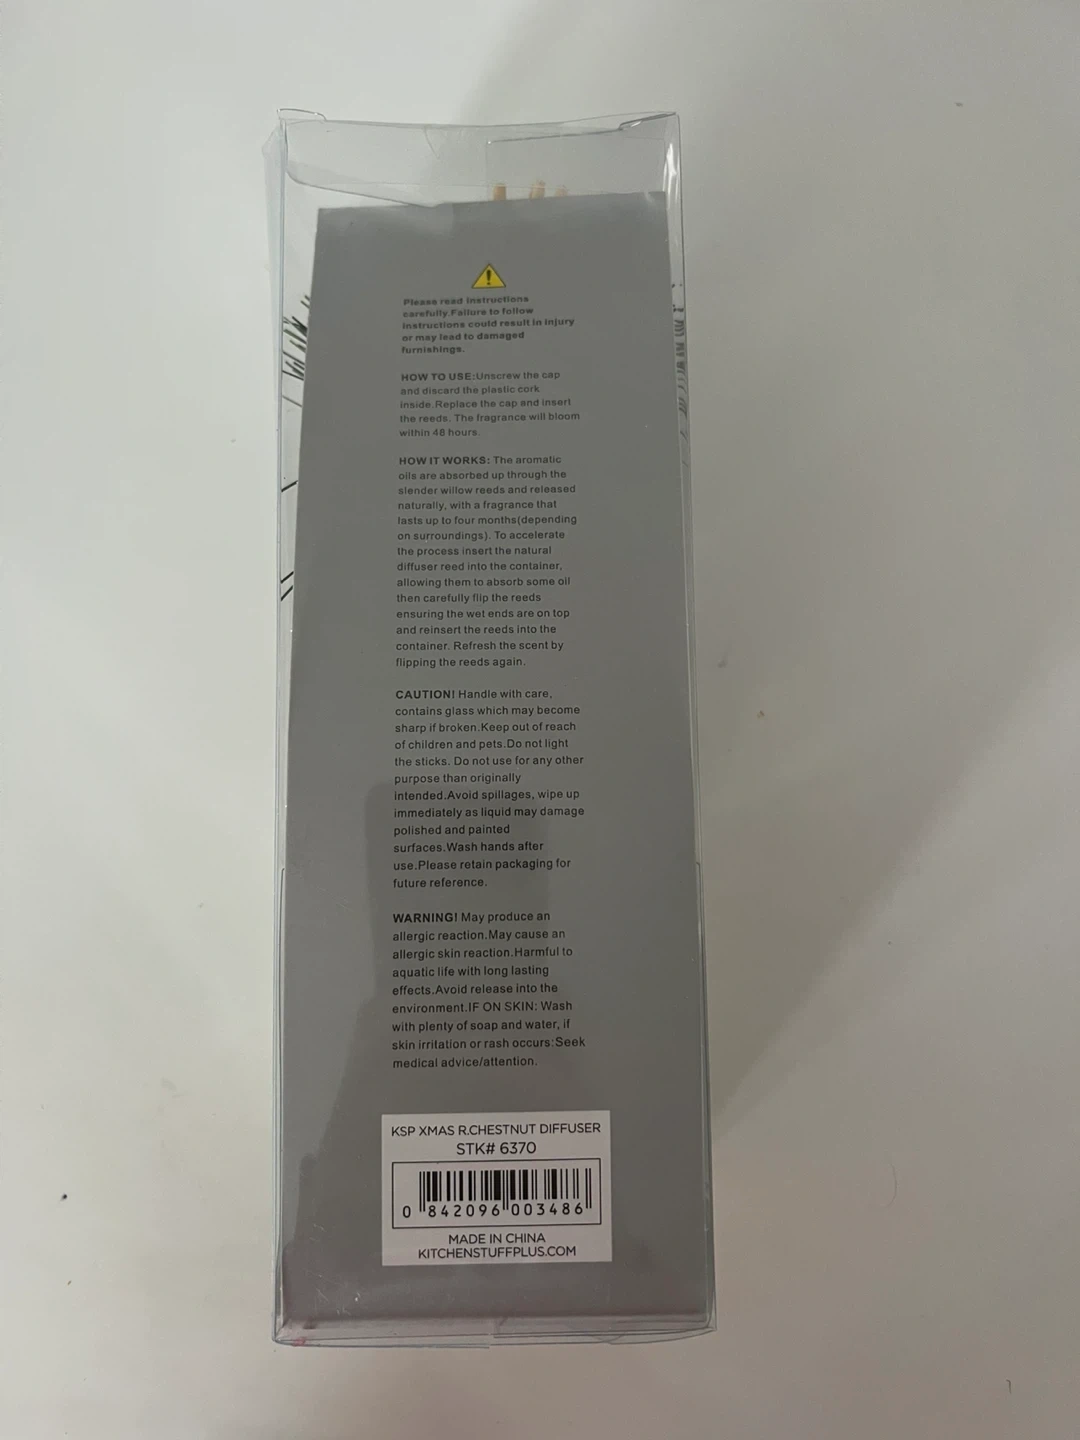 Please read instructions
carefully.Failure to follow
instructions could result in injury
or may lead to damaged
furnishings.
HOW TO USE:Unscrew the cap
and discard the plastic cork
inside.Replace the cap and insert
the reeds. The fragrance will bloom
within 48 hours.
HOW IT WORKS: The aromatic
oils are absorbed up through the
slender willow reeds and released
naturally, with a fragrance that
lasts up to four months(depending
on surroundings). To accelerate
the process insert the natural
diffuser reed into the container,
allowing them to absorb some oil
then carefully flip the reeds
ensuring the wet ends are on top
and reinsert the reeds into the
container. Refresh the scent by
flipping the reeds again.
CAUTION! Handle with care,
contains glass which may become
sharp if broken.Keep out of reach
of children and pets.Do not light
the sticks. Do not use for any other
purpose than originally
intended.Avoid spillages, wipe up
immediately as liquid may damage
polished and painted
surfaces.Wash hands after
use.Please retain packaging for
future reference.
WARNING! May produce an
allergic reaction.May cause an
allergic skin reaction.Harmful to
aquatic life with long lasting
effects.Avoid release into the
environment.IF ON SKIN: Wash
with plenty of soap and water, if
skin irritation or rash occurs:Seek
medical advice/attention.
KSP XMAS R.CHESTNUT DIFFUSER
STK# 6370
0 842096 003486
MADE IN CHINA
KITCHENSTUFFPLUS.COM